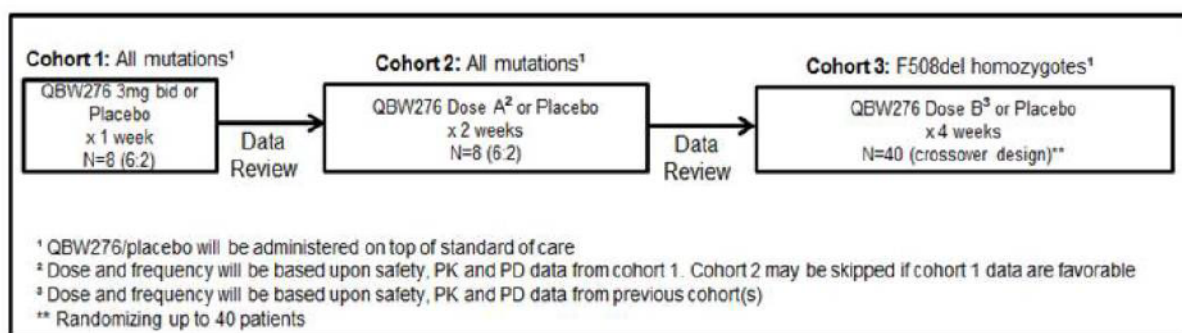 Cohort 1: All mutations¹
QBW276 3mg bid or
Placebo
x 1 week
N=8 (6:2)
Data
Review
Cohort 2: All mutations¹
QBW276 Dose A² or Placebo
x 2 weeks
N=8 (6:2)
Data
Review
Cohort 3: F508del homozygotes¹
QBW276 Dose B³ or Placebo
x 4 weeks
N=40 (crossover design)**
¹ QBW276/placebo will be administered on top of standard of care
² Dose and frequency will be based upon safety, PK and PD data from cohort 1. Cohort 2 may be skipped if cohort 1 data are favorable
³ Dose and frequency will be based upon safety, PK and PD data from previous cohort(s)
** Randomizing up to 40 patients